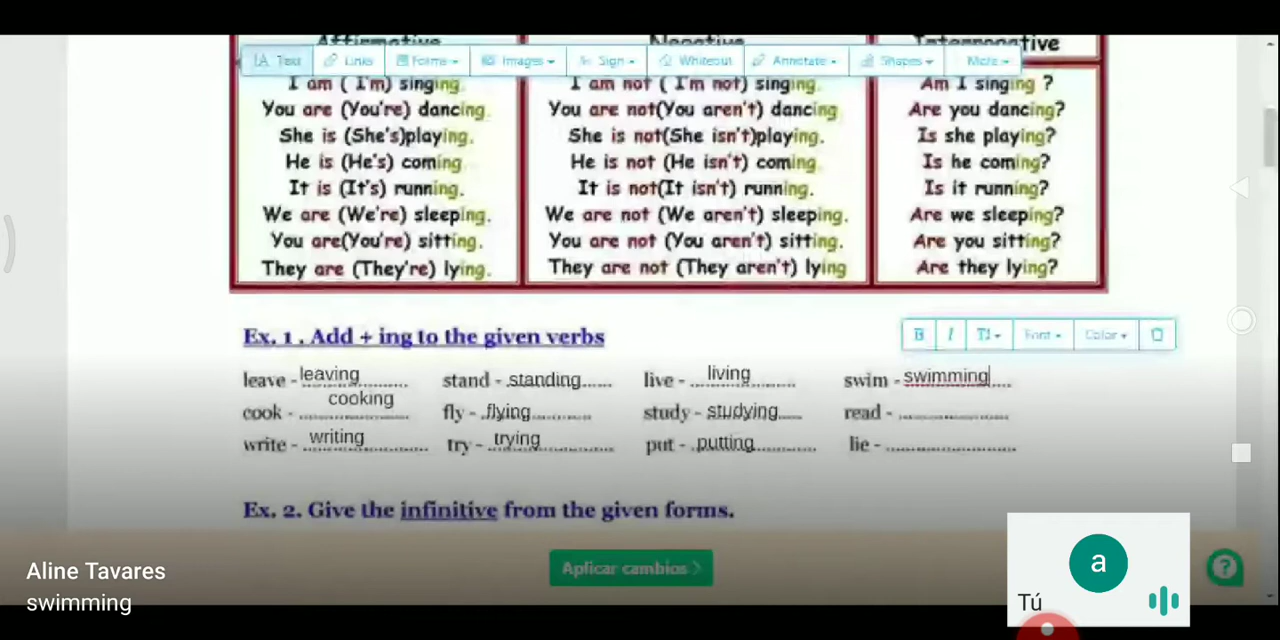 Affirmative Negative Interrogative
Text Links Forms Images Sign Whiteout Annotate Shapes More
I am ( I'm) singing. I am not ( I'm not) singing. Am I singing ?
You are (You're) dancing. You are not(You aren't) dancing Are you dancing?
She is (She's)playing. She is not(She isn't)playing. Is she playing?
He is (He's) coming. He is not (He isn't) coming. Is he coming?
It is (It's) running. It is not(It isn't) running. Is it running?
We are (We're) sleeping. We are not (We aren't) sleeping. Are we sleeping?
You are(You're) sitting. You are not (You aren't) sitting. Are you sitting?
They are (They're) lying. They are not (They aren't) lying Are they lying?
Ex. 1 . Add + ing to the given verbs
B I TI Font Color
leave - leaving stand - standing live - living swim - swimming
cook - cooking fly - flying study - studying read -
write - writing try - trying put - putting lie -
Ex. 2. Give the infinitive from the given forms.
Aplicar cambios >
?
Aline Tavares
swimming
a
Tú